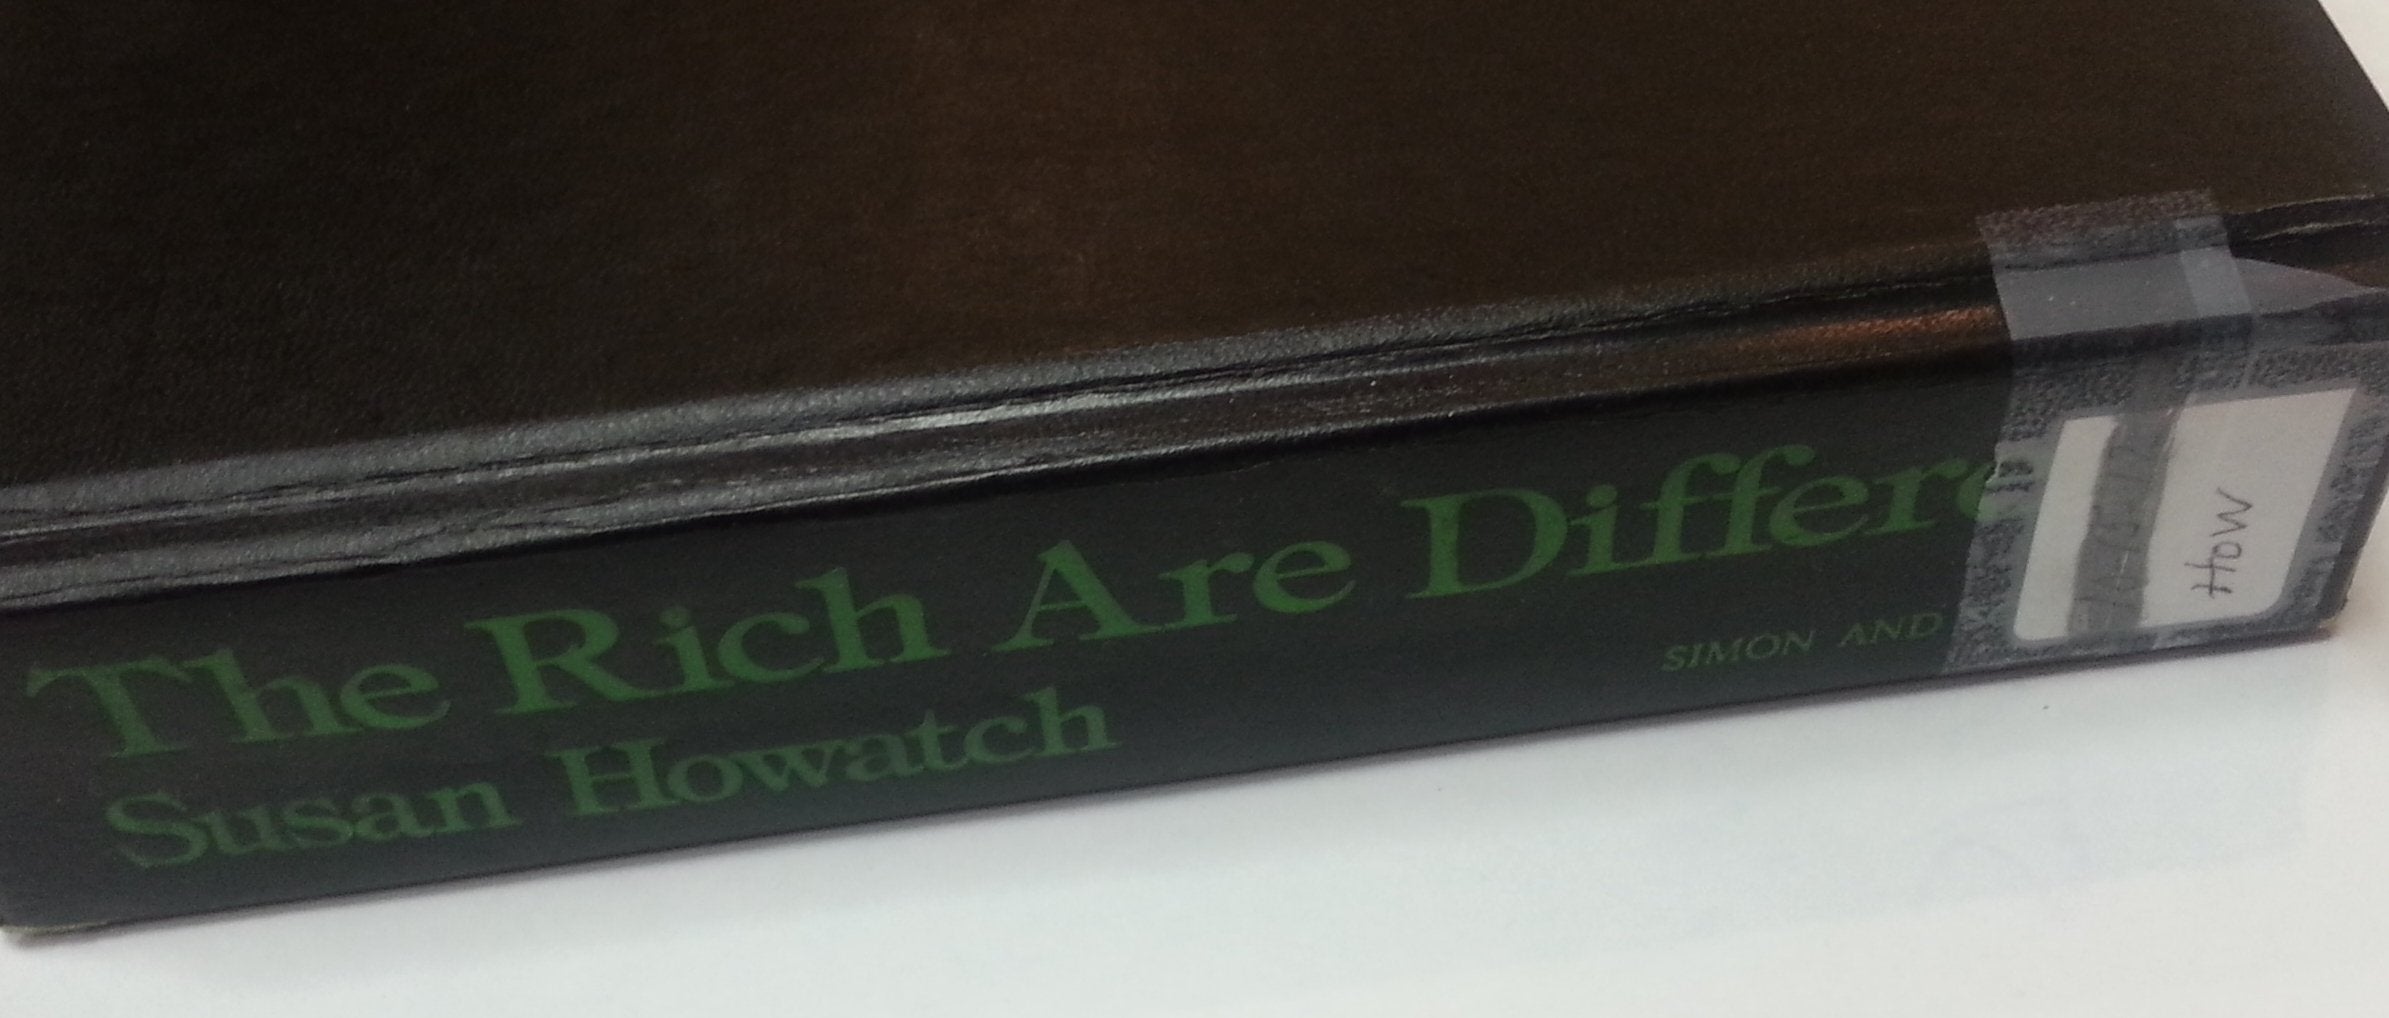 The Rich Are Differe
Susan Howatch
SIMON AND
How